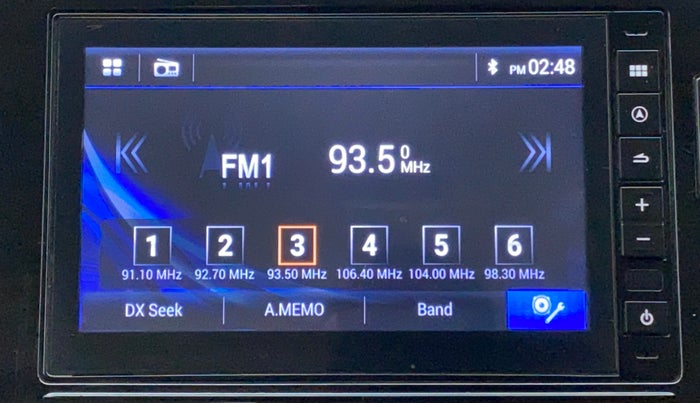 PM 02:48
FM1 93.50 MHz
1 2 3 4 5 6
91.10 MHz 92.70 MHz 93.50 MHz 106.40 MHz 104.00 MHz 98.30 MHz
DX Seek A.MEMO Band
+
−